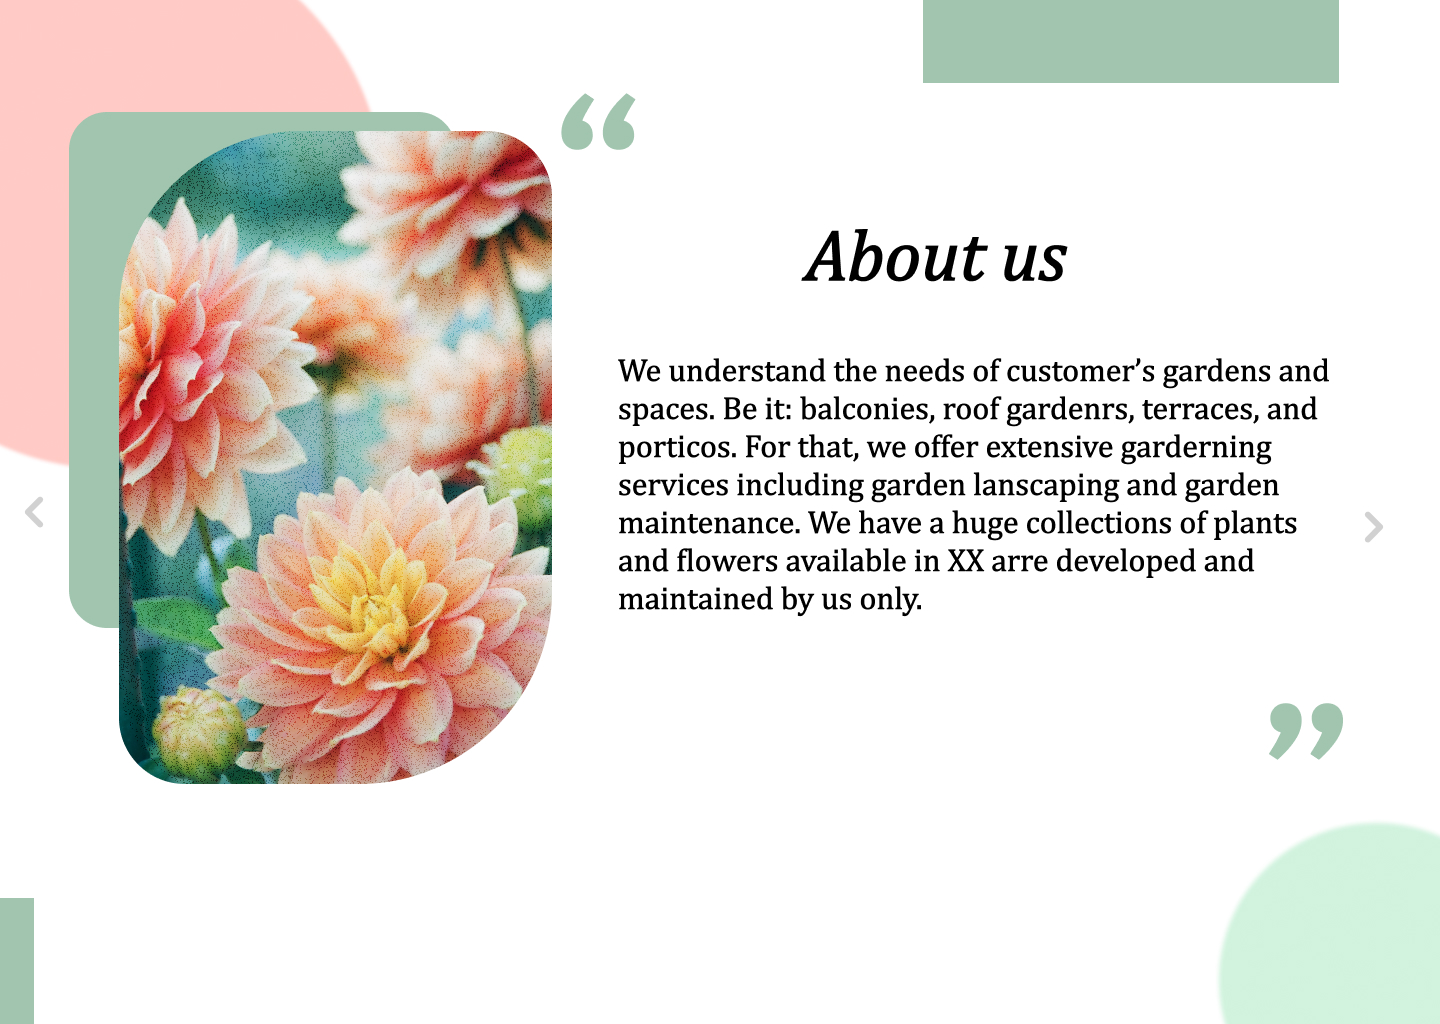 “
About us
We understand the needs of customer’s gardens and
spaces. Be it: balconies, roof gardenrs, terraces, and
porticos. For that, we offer extensive garderning
services including garden lanscaping and garden
maintenance. We have a huge collections of plants
and flowers available in XX arre developed and
maintained by us only.
”